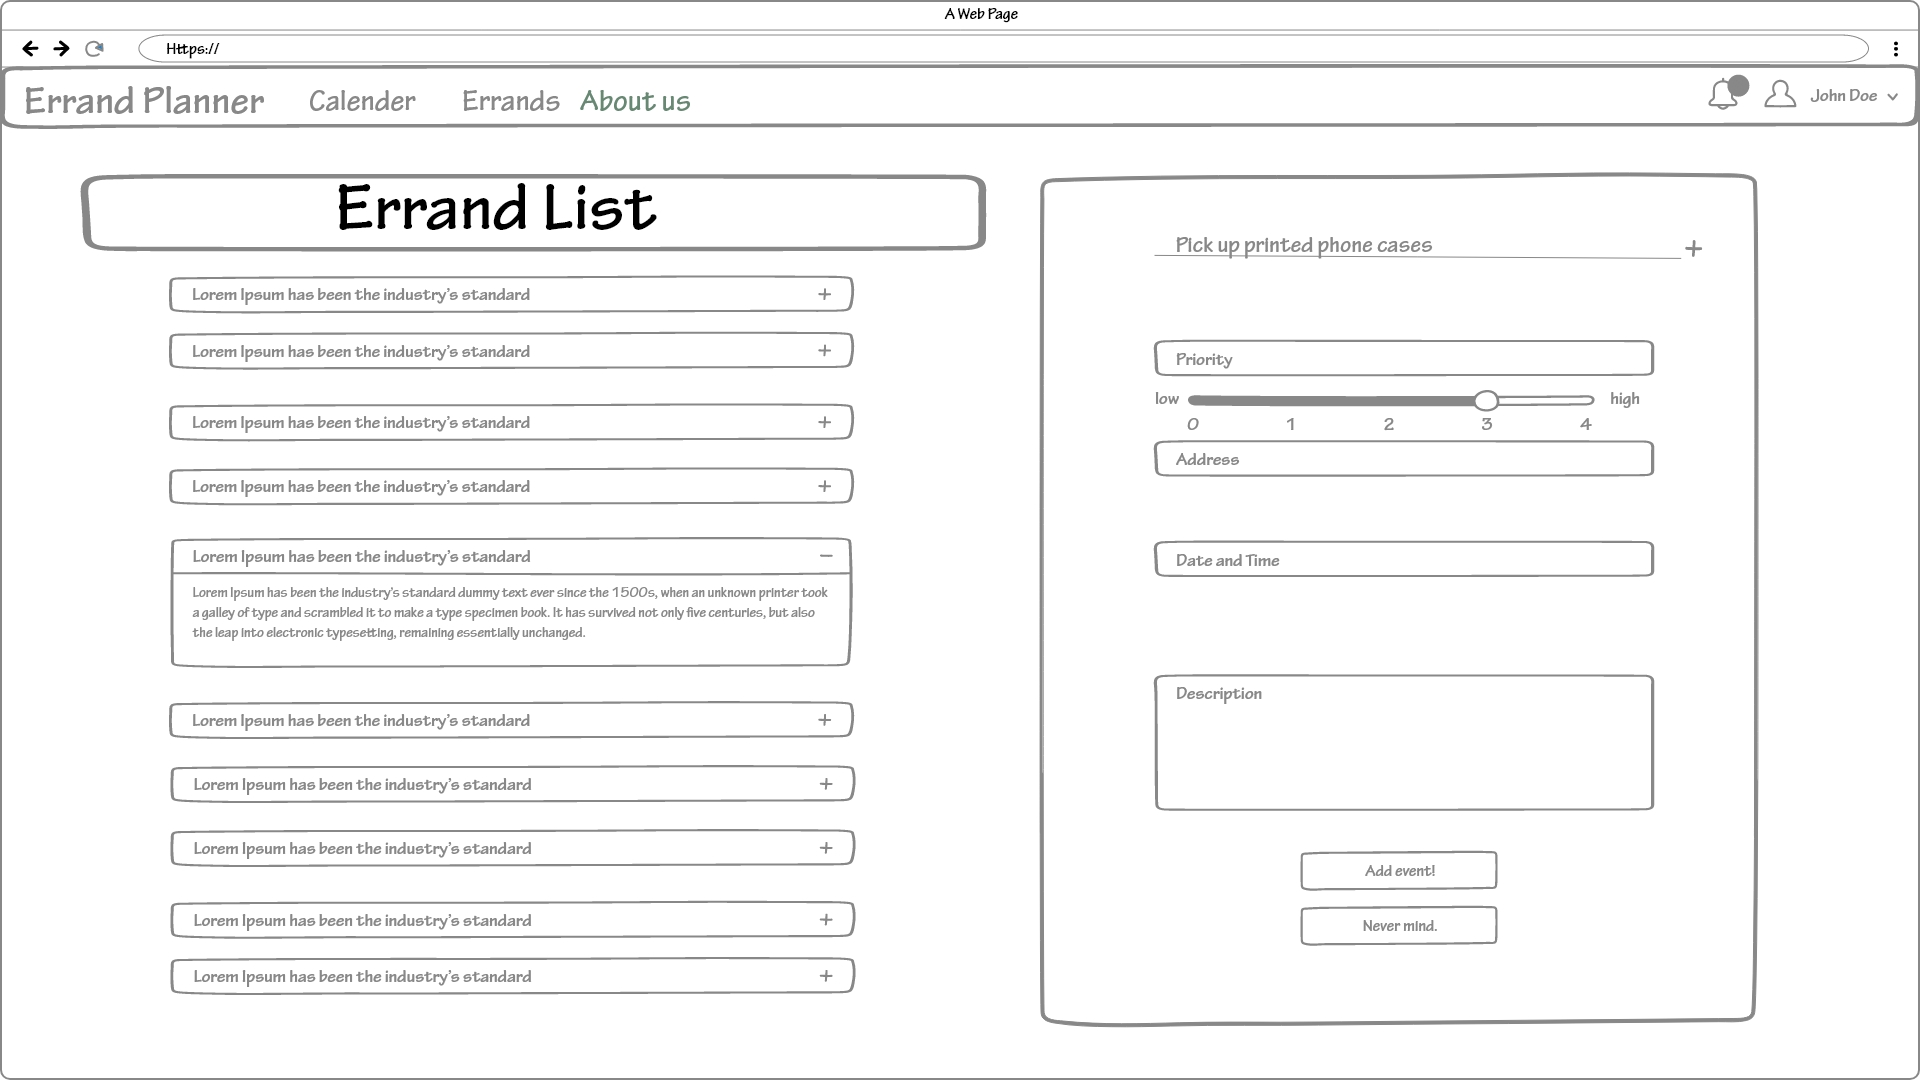 A Web Page
Https://
Errand Planner
Calender
Errands
About us
John Doe
Errand List
Lorem Ipsum has been the industry's standard
Lorem Ipsum has been the industry's standard
Lorem Ipsum has been the industry's standard
Lorem Ipsum has been the industry's standard
Lorem Ipsum has been the industry's standard
Lorem Ipsum has been the industry's standard dummy text ever since the 1500s, when an unknown printer took
a galley of type and scrambled it to make a type specimen book. It has survived not only five centuries, but also
the leap into electronic typesetting, remaining essentially unchanged.
Lorem Ipsum has been the industry's standard
Lorem Ipsum has been the industry's standard
Lorem Ipsum has been the industry's standard
Lorem Ipsum has been the industry's standard
Lorem Ipsum has been the industry's standard
Pick up printed phone cases
Priority
low
high
0 1 2 3 4
Address
Date and Time
Description
Add event!
Never mind.